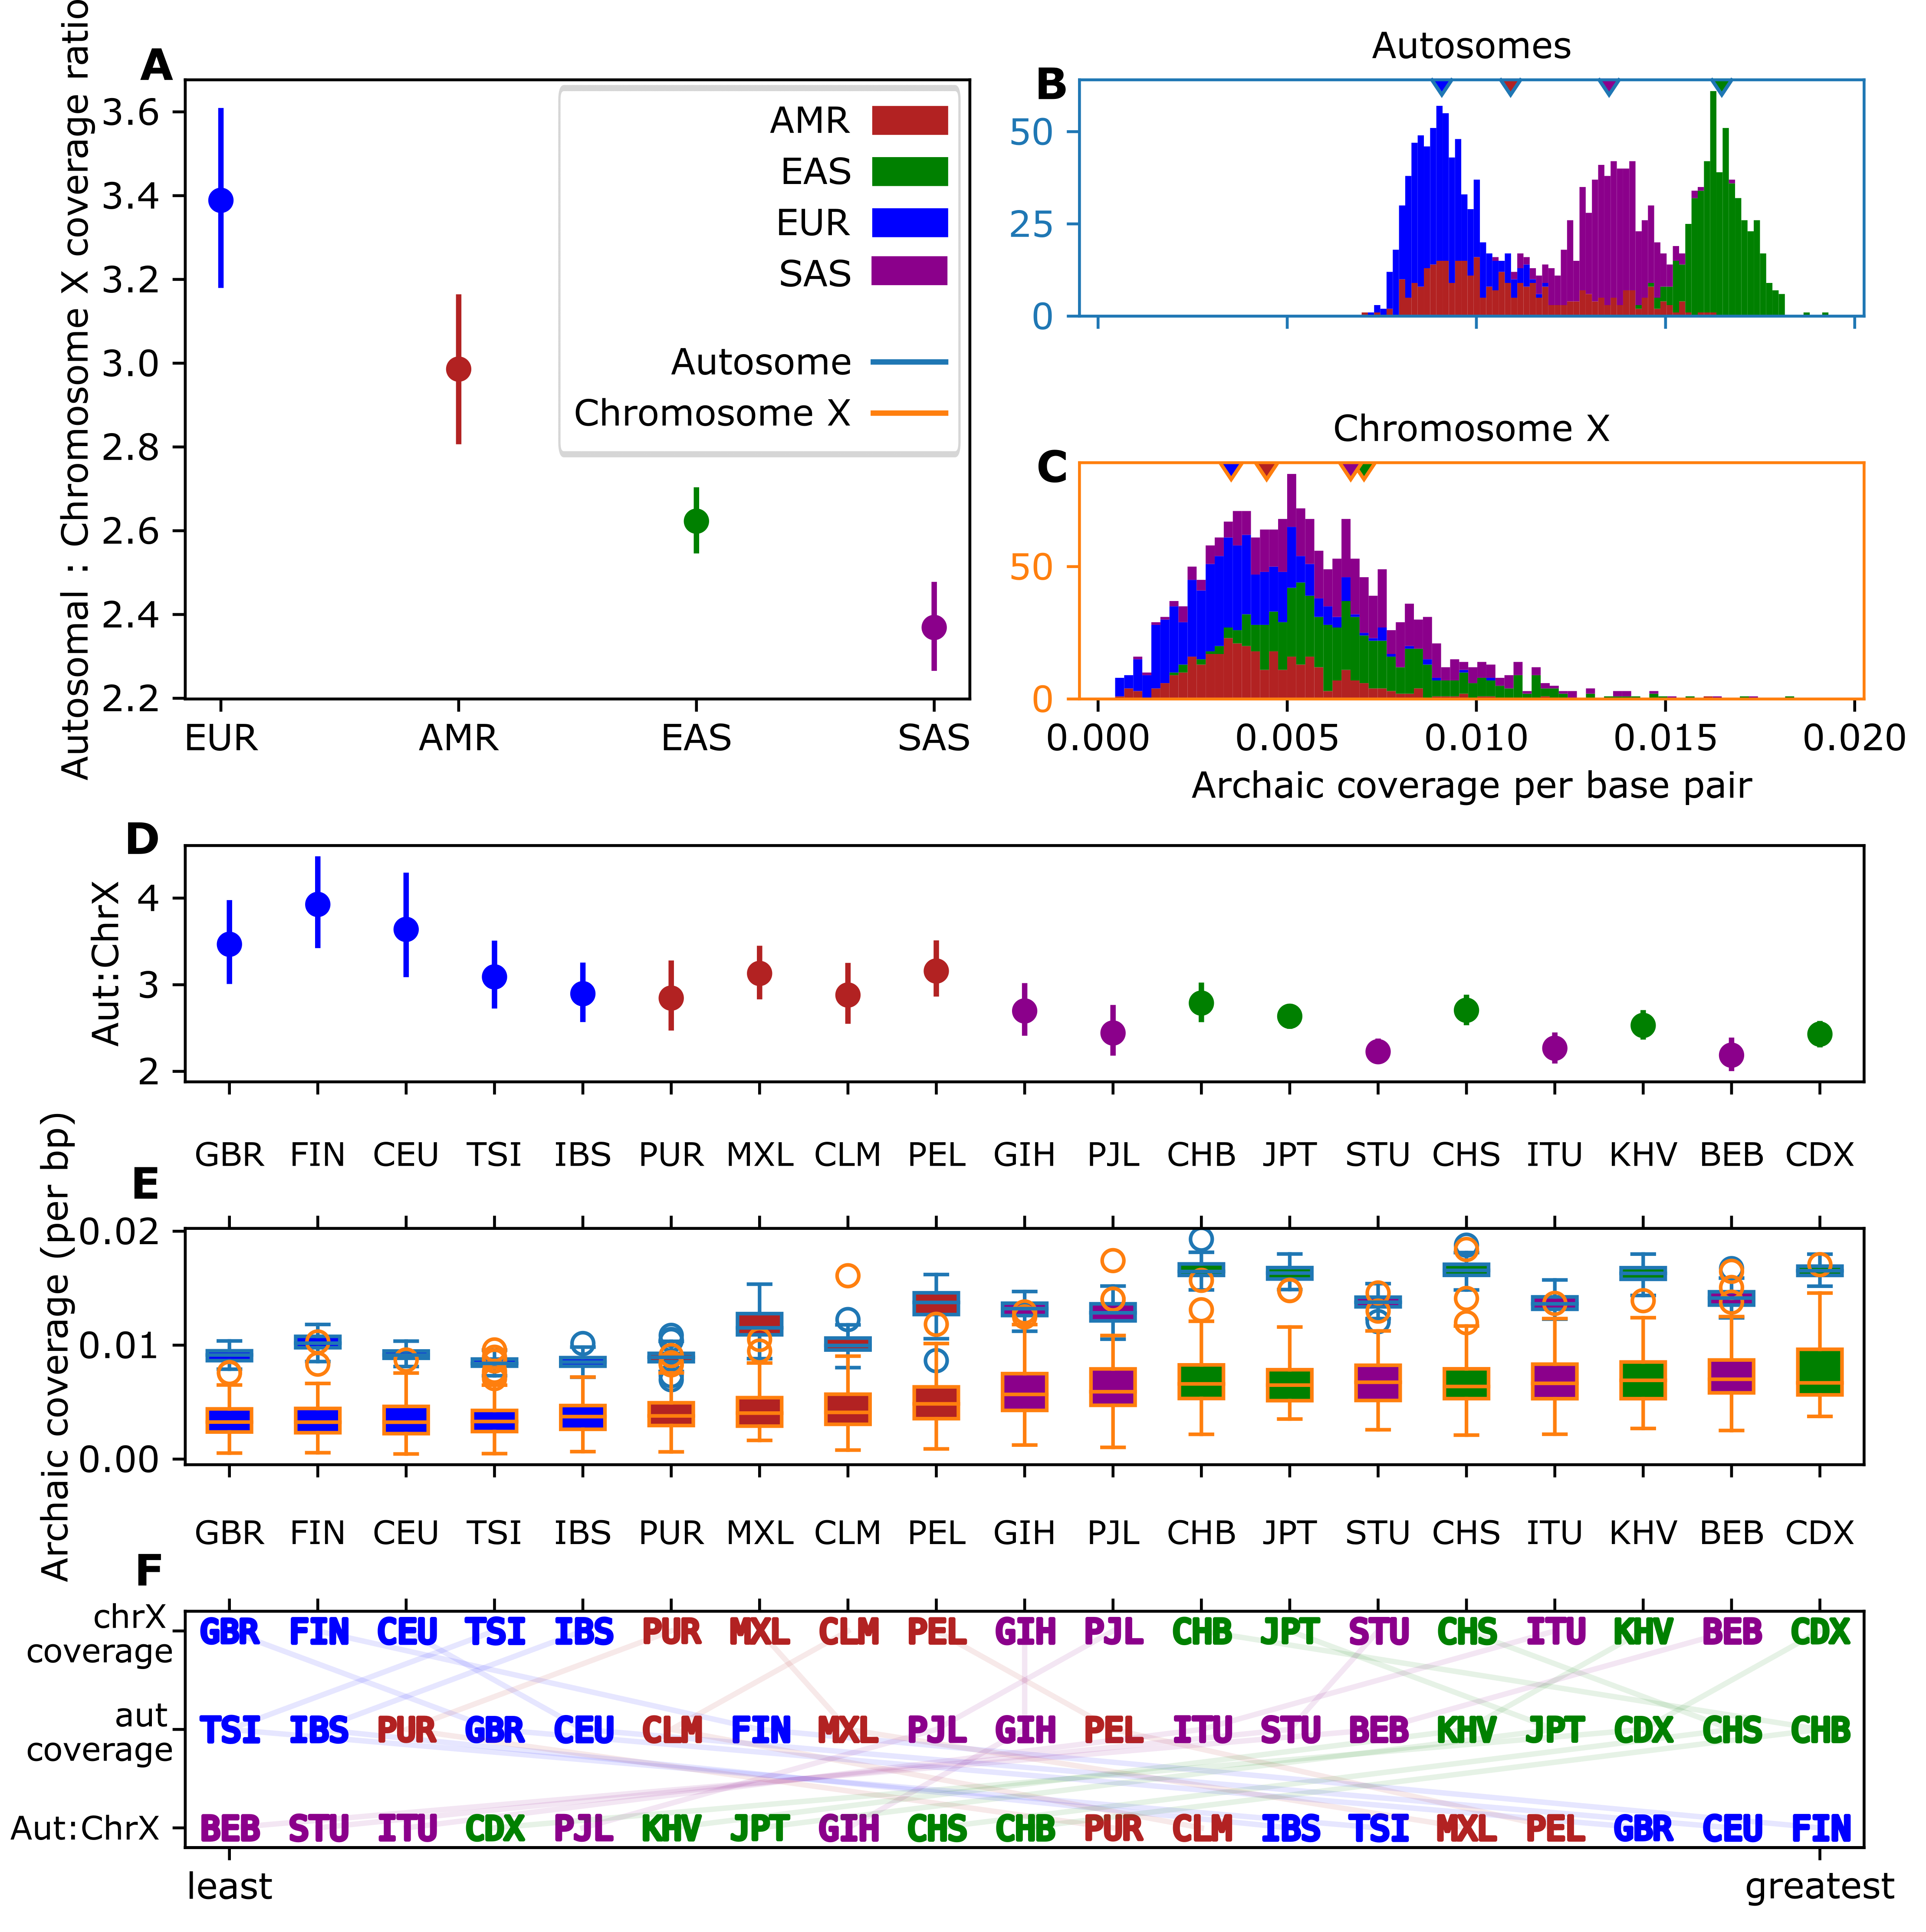 A
Autosomal : Chromosome X coverage ratio
3.6
3.4
3.2
3.0
2.8
2.6
2.4
2.2
EUR AMR EAS SAS
AMR
EAS
EUR
SAS
Autosome
Chromosome X
Autosomes
B
50
25
0
Chromosome X
C
50
0
0.000 0.005 0.010 0.015 0.020
Archaic coverage per base pair
D
Aut:ChrX
4
3
2
GBR FIN CEU TSI IBS PUR MXL CLM PEL GIH PJL CHB JPT STU CHS ITU KHV BEB CDX
E
Archaic coverage (per bp)
0.02
0.01
0.00
GBR FIN CEU TSI IBS PUR MXL CLM PEL GIH PJL CHB JPT STU CHS ITU KHV BEB CDX
F
chrX
coverage
GBR FIN CEU TSI IBS PUR MXL CLM PEL GIH PJL CHB JPT STU CHS ITU KHV BEB CDX
aut
coverage
TSI IBS PUR GBR CEU CLM FIN MXL PJL GIH PEL ITU STU BEB KHV JPT CDX CHS CHB
Aut:ChrX
BEB STU ITU CDX PJL KHV JPT GIH CHS CHB PUR CLM IBS TSI MXL PEL GBR CEU FIN
least greatest